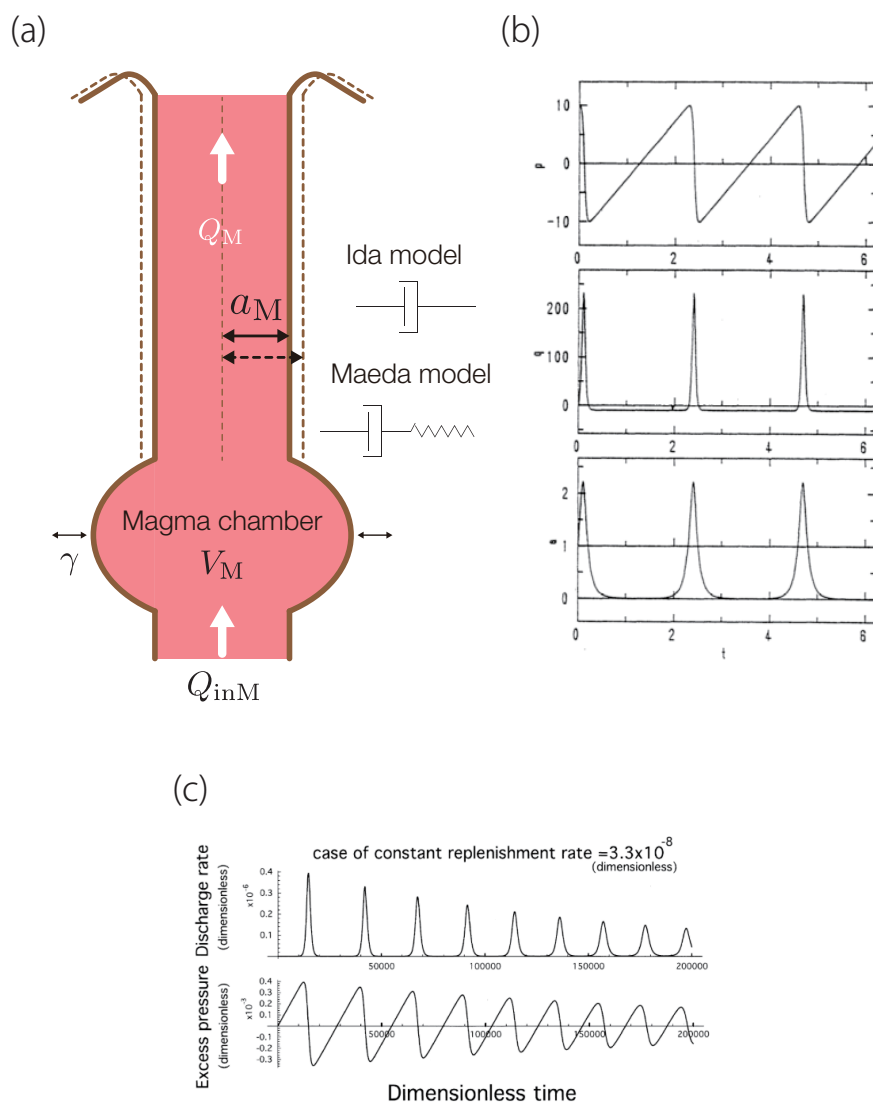 (a)
Q_M
a_M
Ida model
Maeda model
Magma chamber
V_M
γ
Q_inM
(b)
10
0
-10
p
0 2 4 6
200
100
0
q
0 2 4 6
2
1
0
a
0 2 4 6
t
(c)
case of constant replenishment rate =3.3x10^-8
(dimensionless)
Discharge rate
(dimensionless)
x10^-6
0.4
0.3
0.1
50000 100000 150000 200000
Excess pressure
(dimensionless)
x10^-3
0.4
0.3
0.1
-0.1
-0.2
-0.3
50000 100000 150000 200000
Dimensionless time